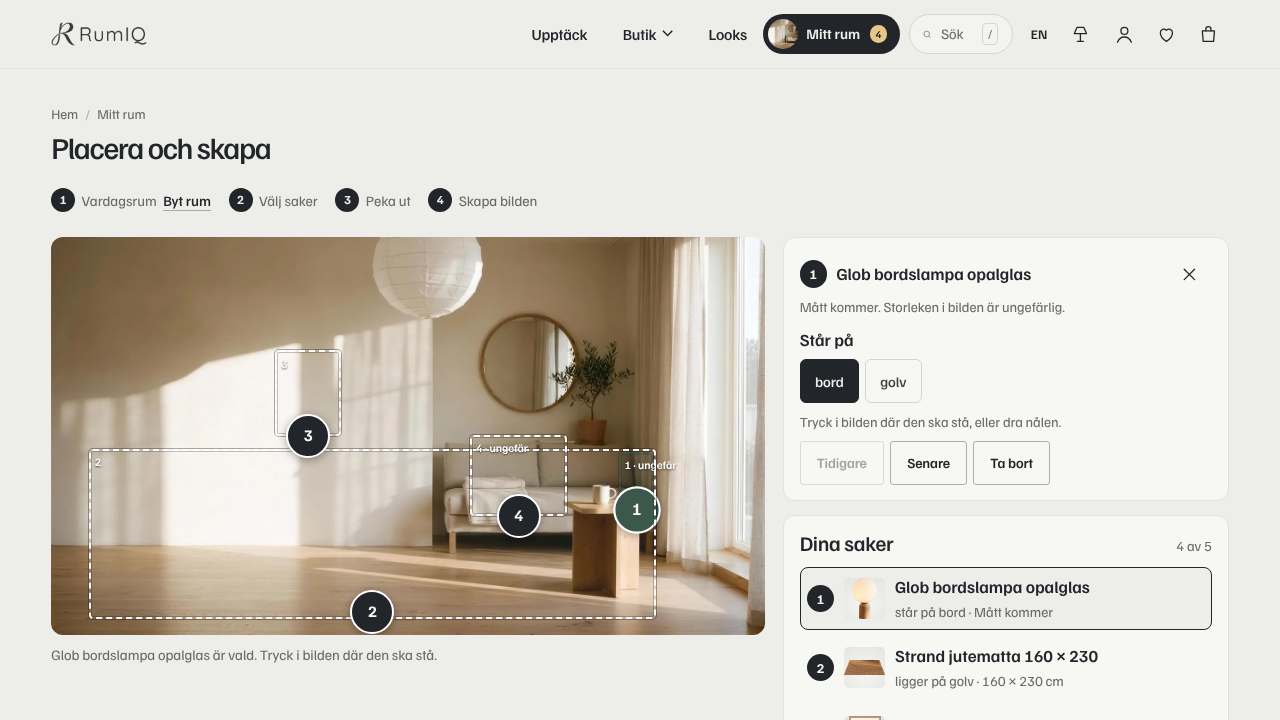 RumIQ
Upptäck
Butik
Looks
Mitt rum 4
Sök /
EN
Hem / Mitt rum
Placera och skapa
1 Vardagsrum Byt rum
2 Välj saker
3 Peka ut
4 Skapa bilden
3
3
2
4 · ungefär
1 · ungefär
4
1
2
Glob bordslampa opalglas är vald. Tryck i bilden där den ska stå.
1 Glob bordslampa opalglas
Mått kommer. Storleken i bilden är ungefärlig.
Står på
bord
golv
Tryck i bilden där den ska stå, eller dra nålen.
Tidigare
Senare
Ta bort
Dina saker
4 av 5
1
Glob bordslampa opalglas
står på bord · Mått kommer
2
Strand jutematta 160 × 230
ligger på golv · 160 × 230 cm